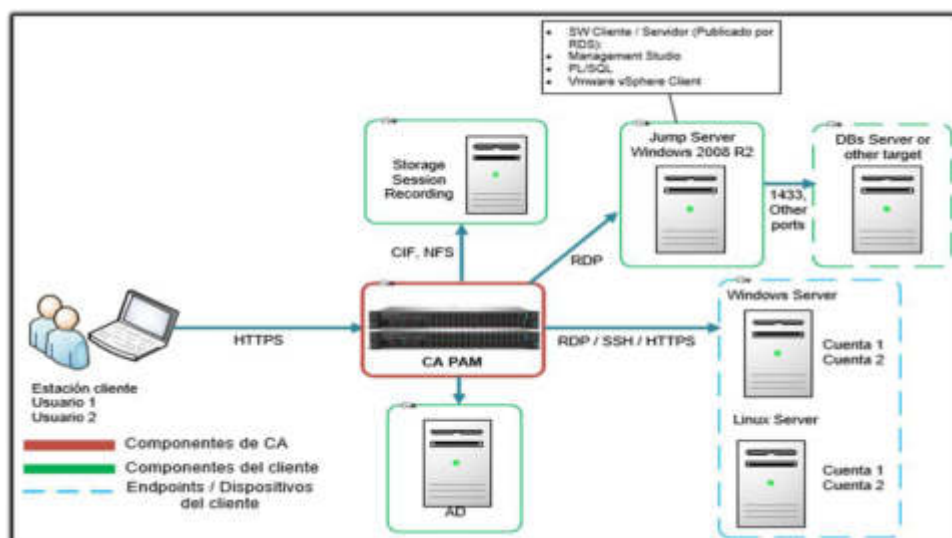 SW Cliente / Servidor (Publicado por
RDS):
Management Studio
PL/SQL
Vmware vSphere Client
Storage
Session
Recording
Jump Server
Windows 2008 R2
DBs Server or
other target
1433,
Other
ports
CIF, NFS
RDP
HTTPS
CA PAM
RDP / SSH / HTTPS
Windows Server
Cuenta 1
Cuenta 2
Linux Server
Cuenta 1
Cuenta 2
Estación cliente
Usuario 1
Usuario 2
AD
Componentes de CA
Componentes del cliente
Endpoints / Dispositivos
del cliente